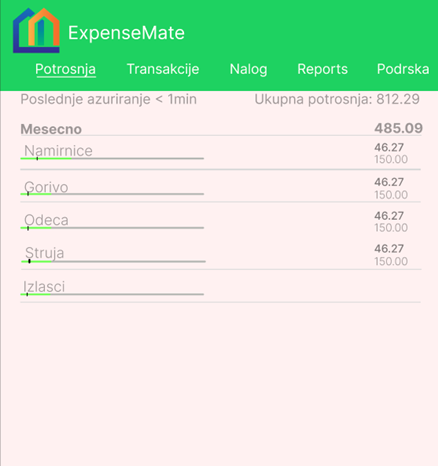 ExpenseMate
Potrosnja Transakcije Nalog Reports Podrska
Poslednje azuriranje < 1min Ukupna potrosnja: 812.29
Mesecno 485.09
Namirnice 46.27
150.00
Gorivo 46.27
150.00
Odeca 46.27
150.00
Struja 46.27
150.00
Izlasci